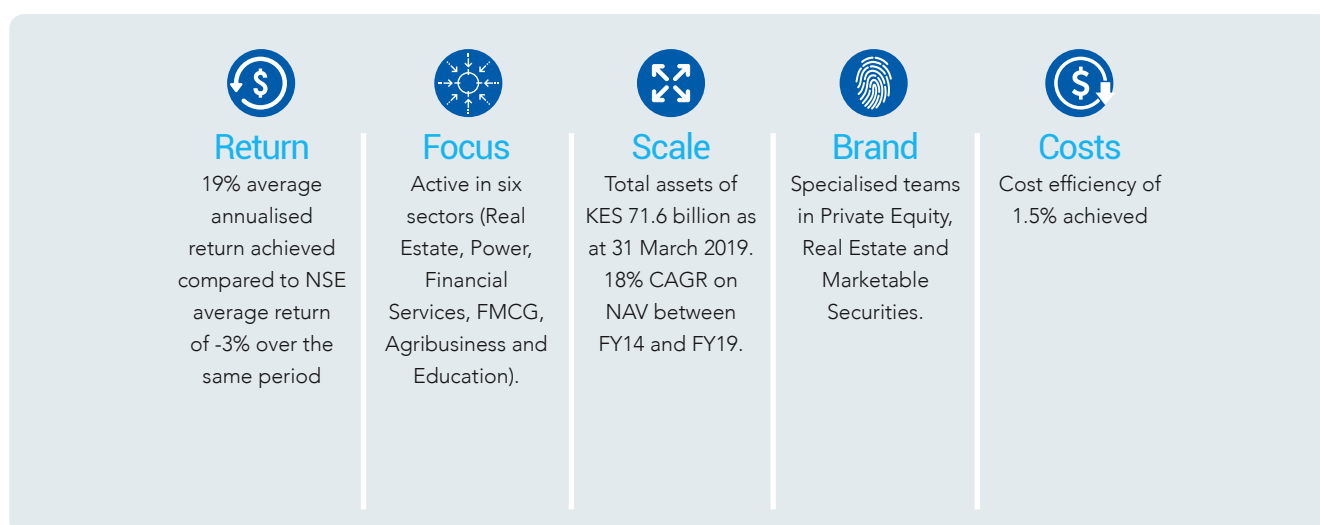 Return
19% average
annualised
return achieved
compared to NSE
average return
of -3% over the
same period
Focus
Active in six
sectors (Real
Estate, Power,
Financial
Services, FMCG,
Agribusiness and
Education).
Scale
Total assets of
KES 71.6 billion as
at 31 March 2019.
18% CAGR on
NAV between
FY14 and FY19.
Brand
Specialised teams
in Private Equity,
Real Estate and
Marketable
Securities.
Costs
Cost efficiency of
1.5% achieved